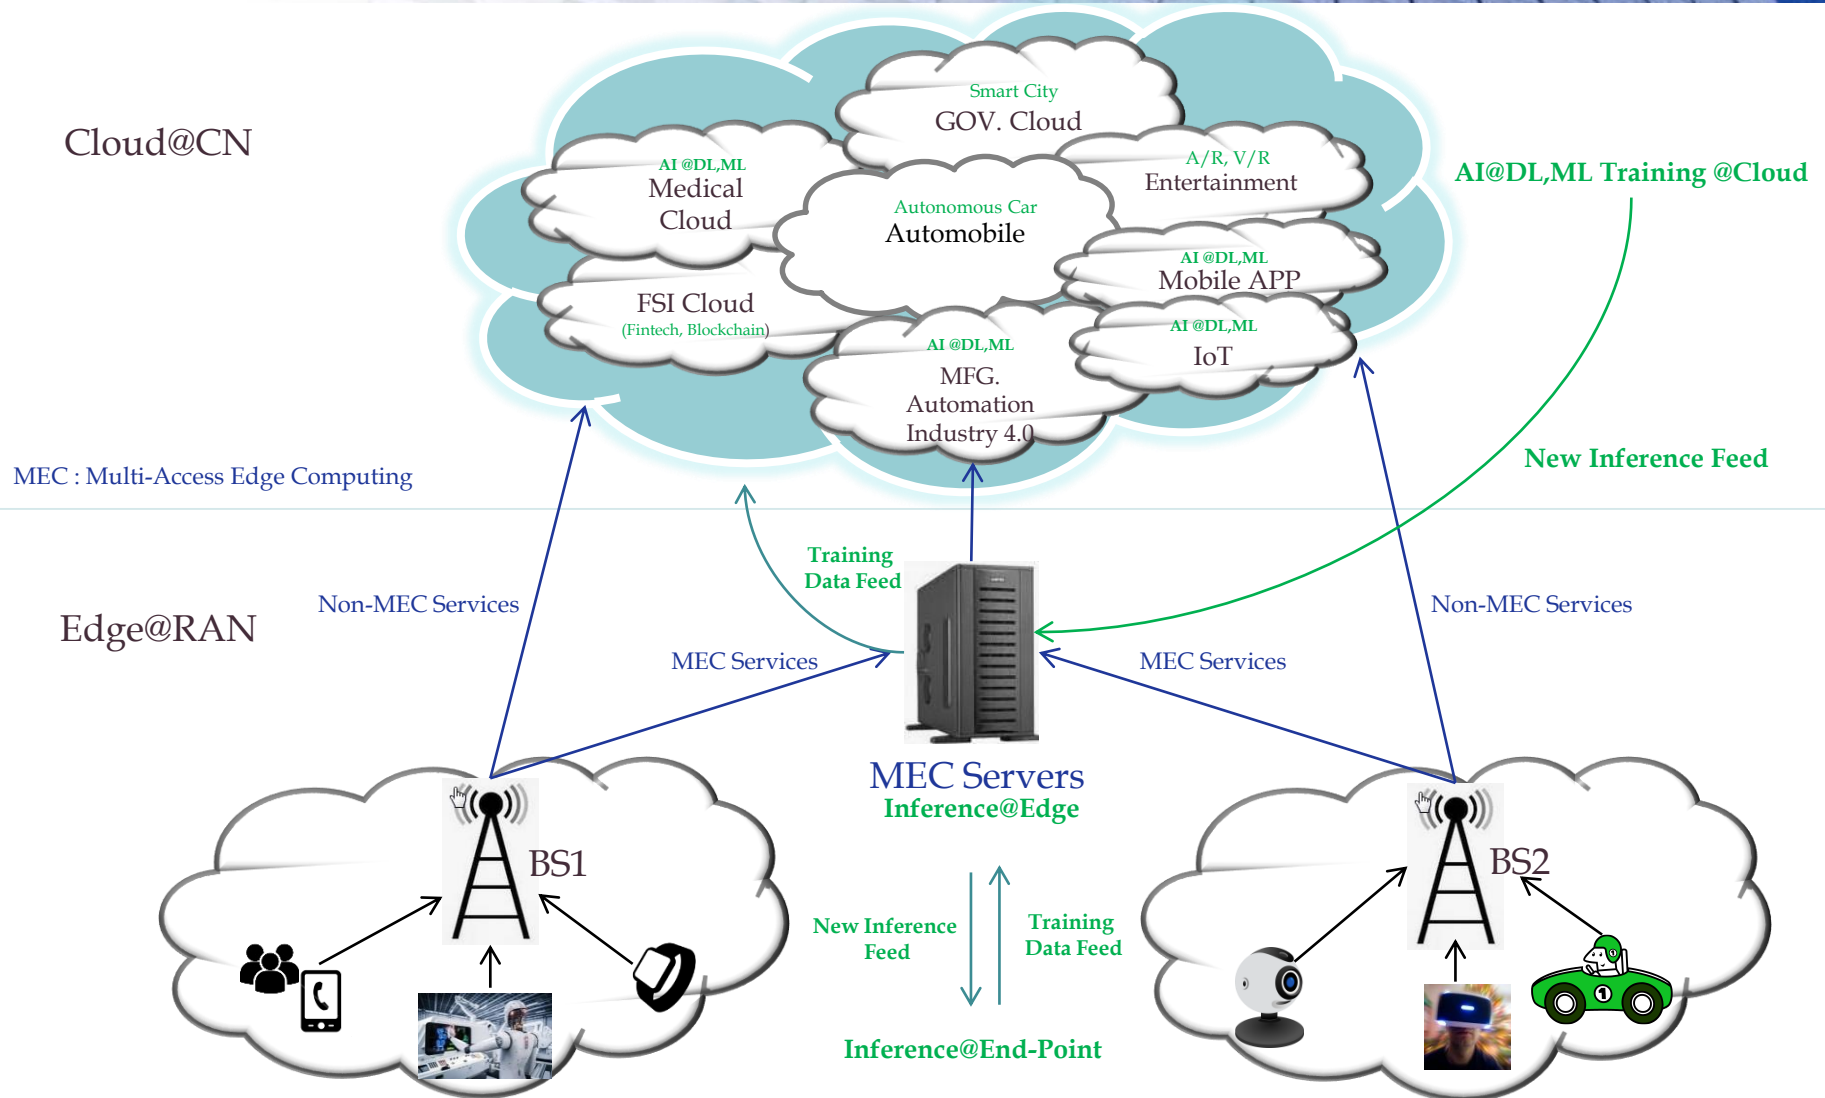 Smart City
GOV. Cloud
Cloud@CN
AI @DL,ML
Medical
Cloud
A/R, V/R
Entertainment
AI@DL,ML Training @Cloud
Autonomous Car
Automobile
AI @DL,ML
Mobile APP
FSI Cloud
(Fintech, Blockchain)
AI @DL,ML
IoT
AI @DL,ML
MFG.
Automation
Industry 4.0
New Inference Feed
MEC : Multi-Access Edge Computing
Training
Data Feed
Non-MEC Services
Non-MEC Services
Edge@RAN
MEC Services
MEC Services
MEC Servers
Inference@Edge
BS1
BS2
New Inference
Feed
Training
Data Feed
1
1
Inference@End-Point